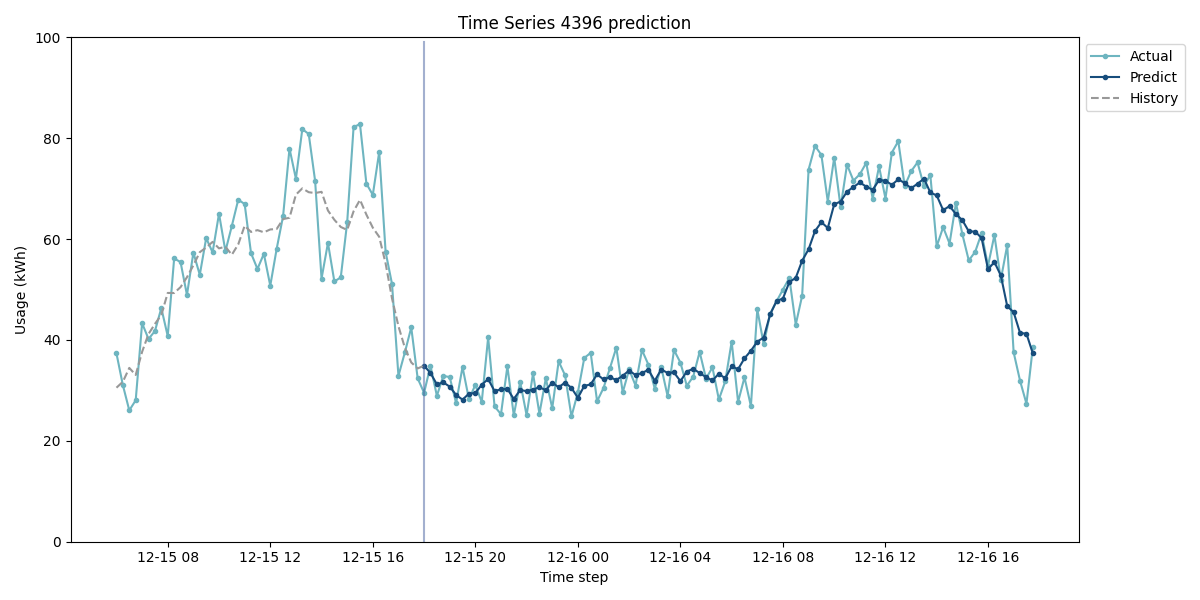 Time Series 4396 prediction
100
80
60
40
20
0
Usage (kWh)
12-15 08
12-15 12
12-15 16
12-15 20
12-16 00
12-16 04
12-16 08
12-16 12
12-16 16
Time step
Actual
Predict
History